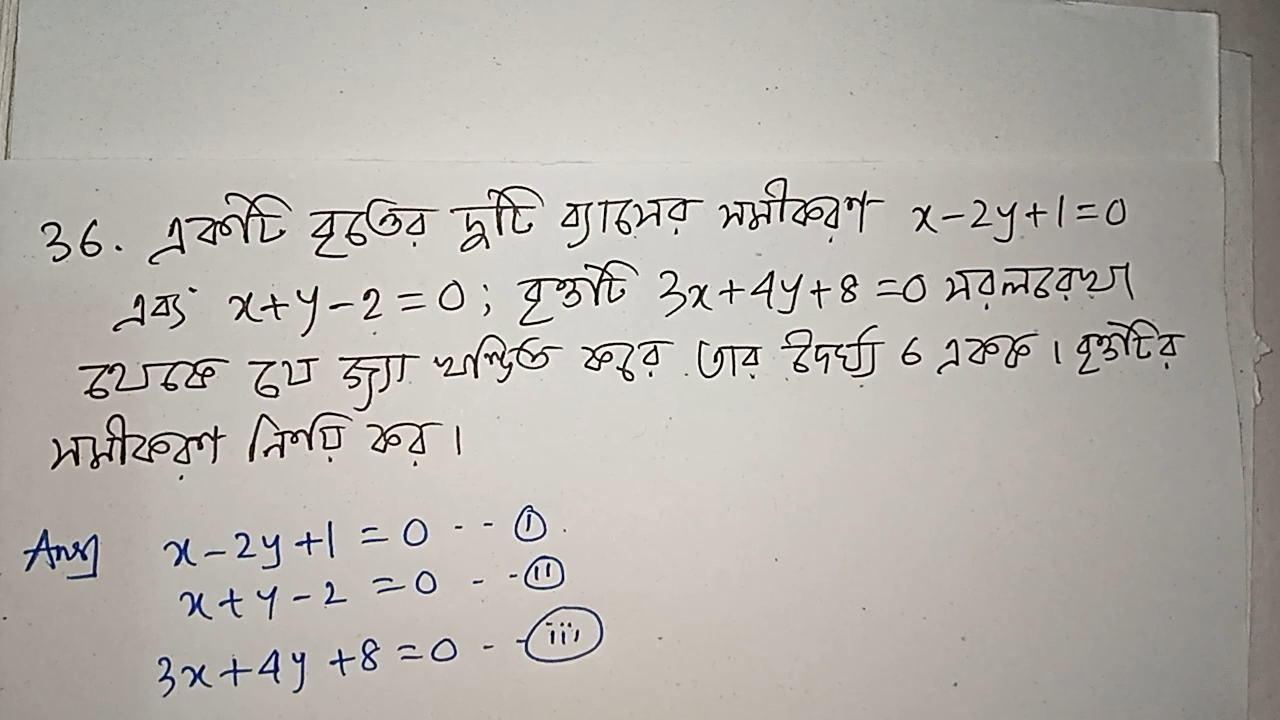 36. একটি বৃত্তের দুটি ব্যাসের সমীকরণ x-2y+1=0
এবং x+y-2=0; বৃত্তটি 3x+4y+8=0 সরলরেখা
থেকে যে জ্যা খন্ডিত করে তার দৈর্ঘ্য 6 একক। বৃত্তটির
সমীকরণ নির্ণয় কর।
Ans x-2y+1=0 --- (i)
x+y-2=0 --- (ii)
3x+4y+8=0 -- (iii)